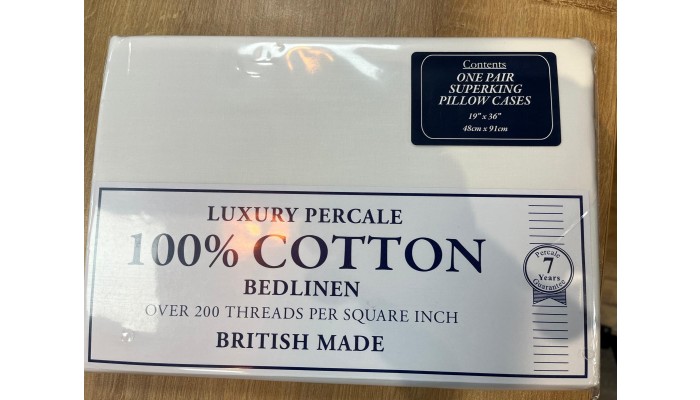 Contents
ONE PAIR
SUPERKING
PILLOW CASES
19" x 36"
48cm x 91cm
LUXURY PERCALE
100% COTTON
BEDLINEN
OVER 200 THREADS PER SQUARE INCH
BRITISH MADE
Percale
7
Years
Guarantee